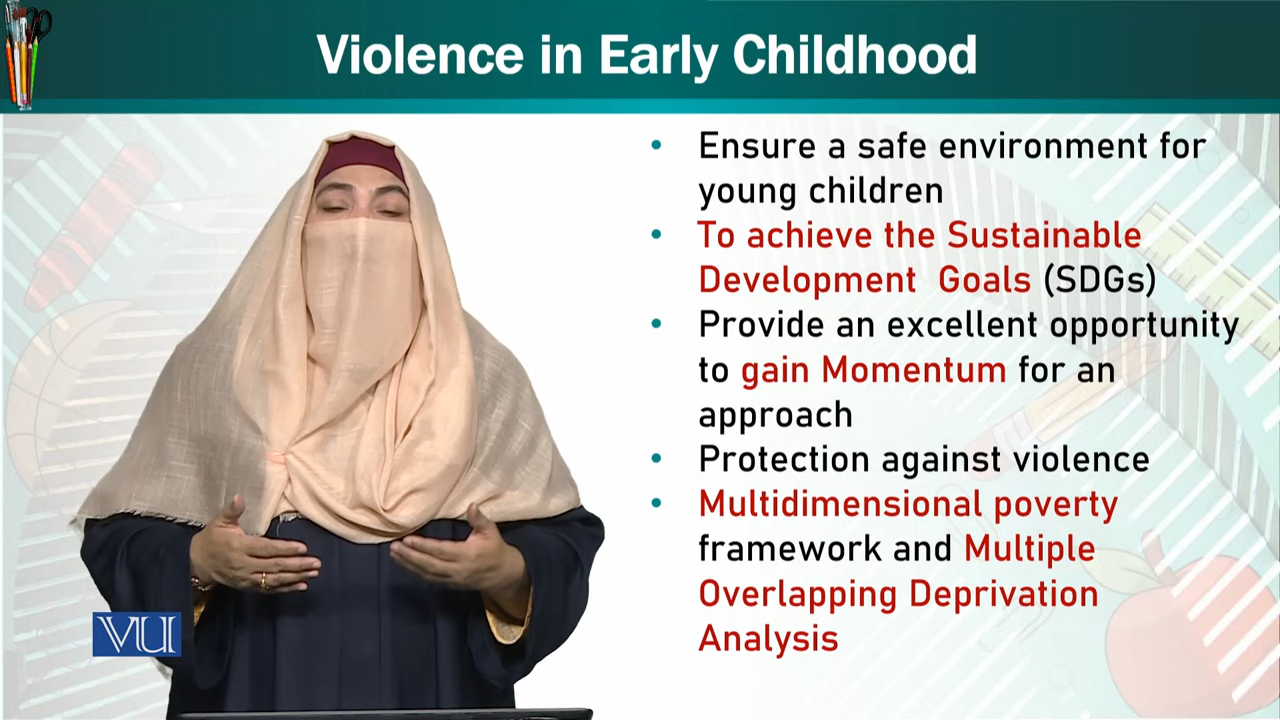 Violence in Early Childhood
• Ensure a safe environment for
young children
• To achieve the Sustainable
Development Goals (SDGs)
• Provide an excellent opportunity
to gain Momentum for an
approach
• Protection against violence
• Multidimensional poverty
framework and Multiple
Overlapping Deprivation
Analysis
VU